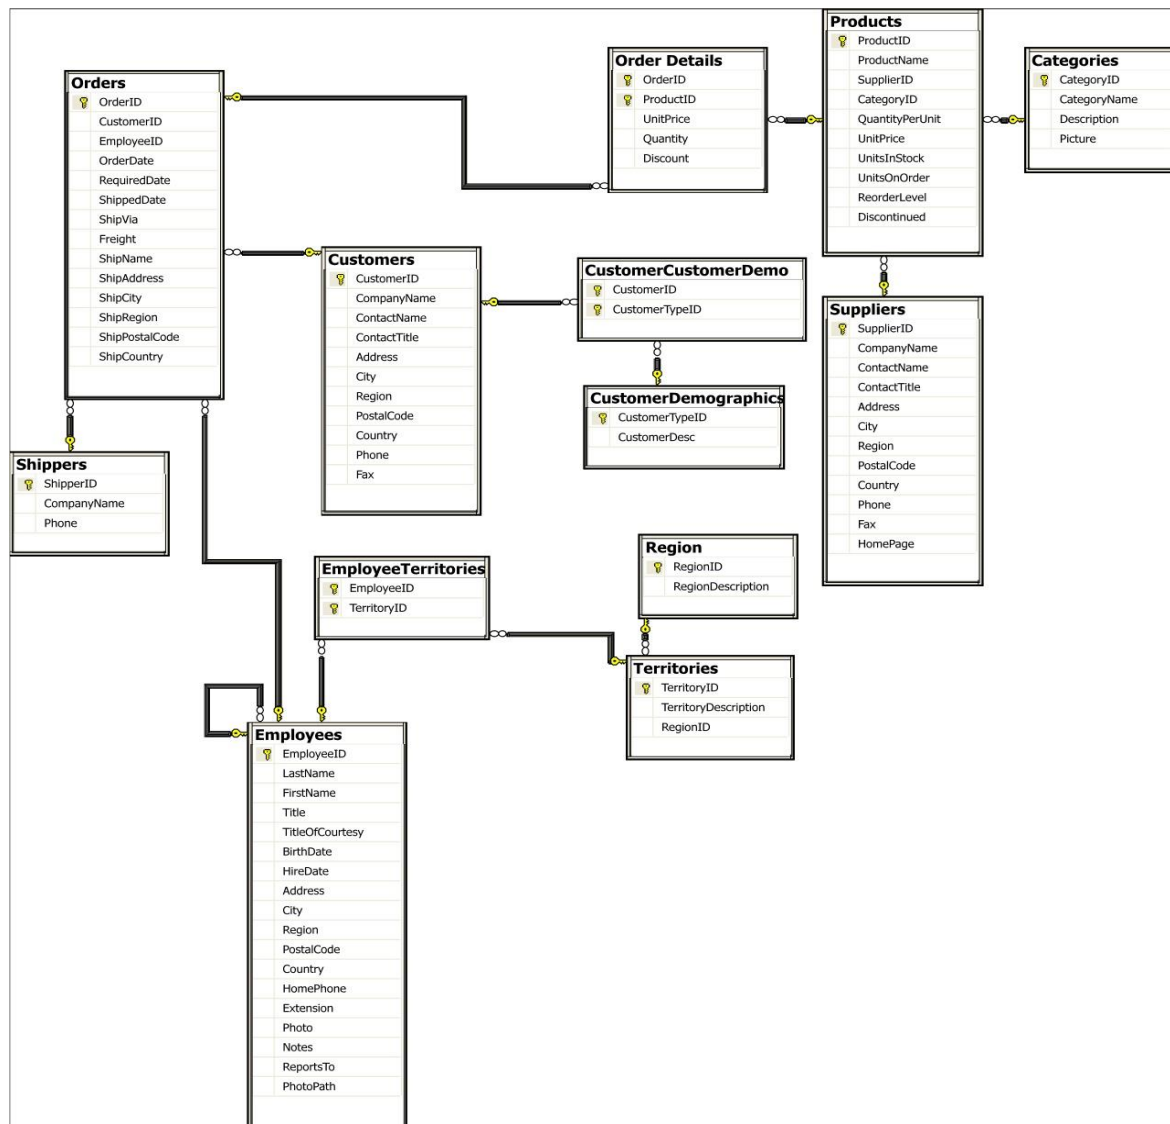 Orders
OrderID
CustomerID
EmployeeID
OrderDate
RequiredDate
ShippedDate
ShipVia
Freight
ShipName
ShipAddress
ShipCity
ShipRegion
ShipPostalCode
ShipCountry
Order Details
OrderID
ProductID
UnitPrice
Quantity
Discount
Products
ProductID
ProductName
SupplierID
CategoryID
QuantityPerUnit
UnitPrice
UnitsInStock
UnitsOnOrder
ReorderLevel
Discontinued
Categories
CategoryID
CategoryName
Description
Picture
Customers
CustomerID
CompanyName
ContactName
ContactTitle
Address
City
Region
PostalCode
Country
Phone
Fax
CustomerCustomerDemo
CustomerID
CustomerTypeID
CustomerDemographics
CustomerTypeID
CustomerDesc
Suppliers
SupplierID
CompanyName
ContactName
ContactTitle
Address
City
Region
PostalCode
Country
Phone
Fax
HomePage
Shippers
ShipperID
CompanyName
Phone
EmployeeTerritories
EmployeeID
TerritoryID
Region
RegionID
RegionDescription
Territories
TerritoryID
TerritoryDescription
RegionID
Employees
EmployeeID
LastName
FirstName
Title
TitleOfCourtesy
BirthDate
HireDate
Address
City
Region
PostalCode
Country
HomePhone
Extension
Photo
Notes
ReportsTo
PhotoPath